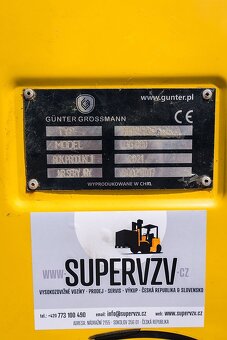 GÜNTER GROSSMANN
www.gunter.pl
CE
TYPE
MODEL
ROK PRODUKCJI 2021
NR SERYJNY
WYPRODUKOWANE W CHRL
www.SUPERVZV.cz
VYSOKOZDVIŽNÉ VOZÍKY - PRODEJ - SERVIS - VÝKUP - ČESKÁ REPUBLIKA & SLOVENSKO
tel.: +420 773 100 490 email: info@supervzv.cz web: www.supervzv.cz
ADRESA: NÁDRAŽNÍ 2155 SOKOLOV 356 01 ČESKÁ REPUBLIKA